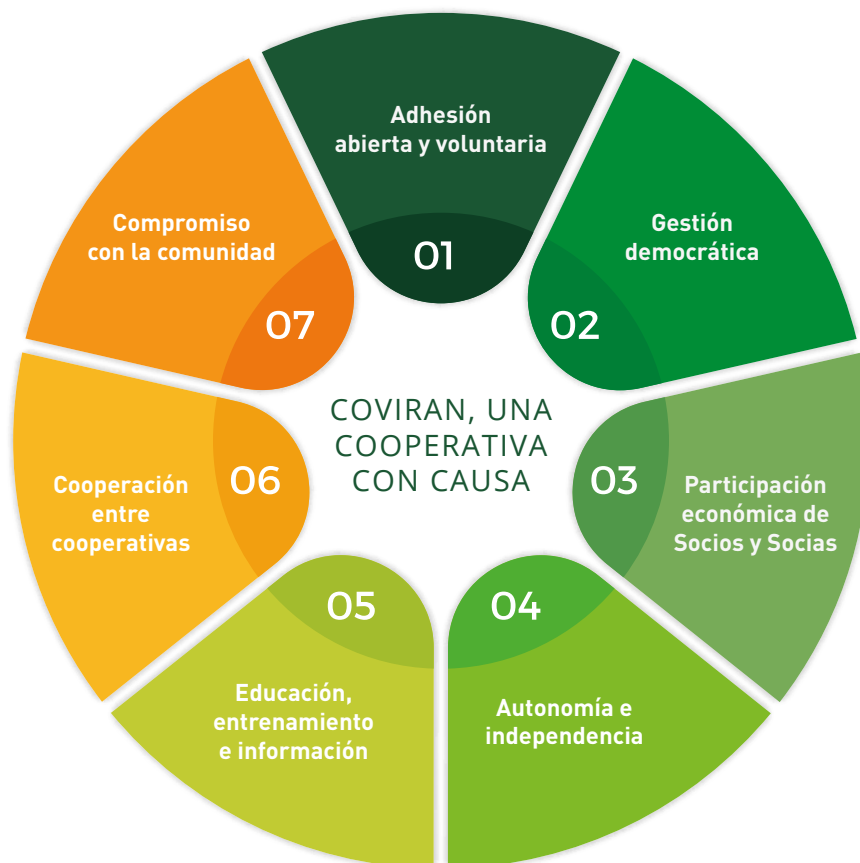 Adhesión
abierta y voluntaria
01
Gestión
democrática
02
03
Participación
económica de
Socios y Socias
04
Autonomía e
independencia
05
Educación,
entrenamiento
e información
06
Cooperación
entre
cooperativas
Compromiso
con la comunidad
07
COVIRAN, UNA
COOPERATIVA
CON CAUSA